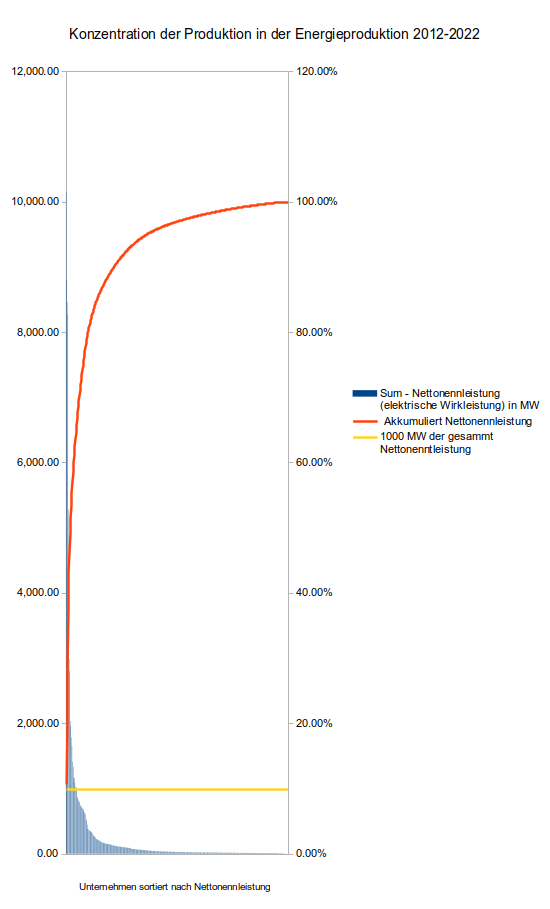 Konzentration der Produktion in der Energieproduktion 2012-2022
12,000.00
120.00%
10,000.00
100.00%
8,000.00
80.00%
Sum - Nettonennleistung
(elektrische Wirkleistung) in MW
Akkumuliert Nettonennleistung
1000 MW der gesammt
Nettonenntleistung
6,000.00
60.00%
4,000.00
40.00%
2,000.00
20.00%
0.00
0.00%
Unternehmen sortiert nach Nettonennleistung